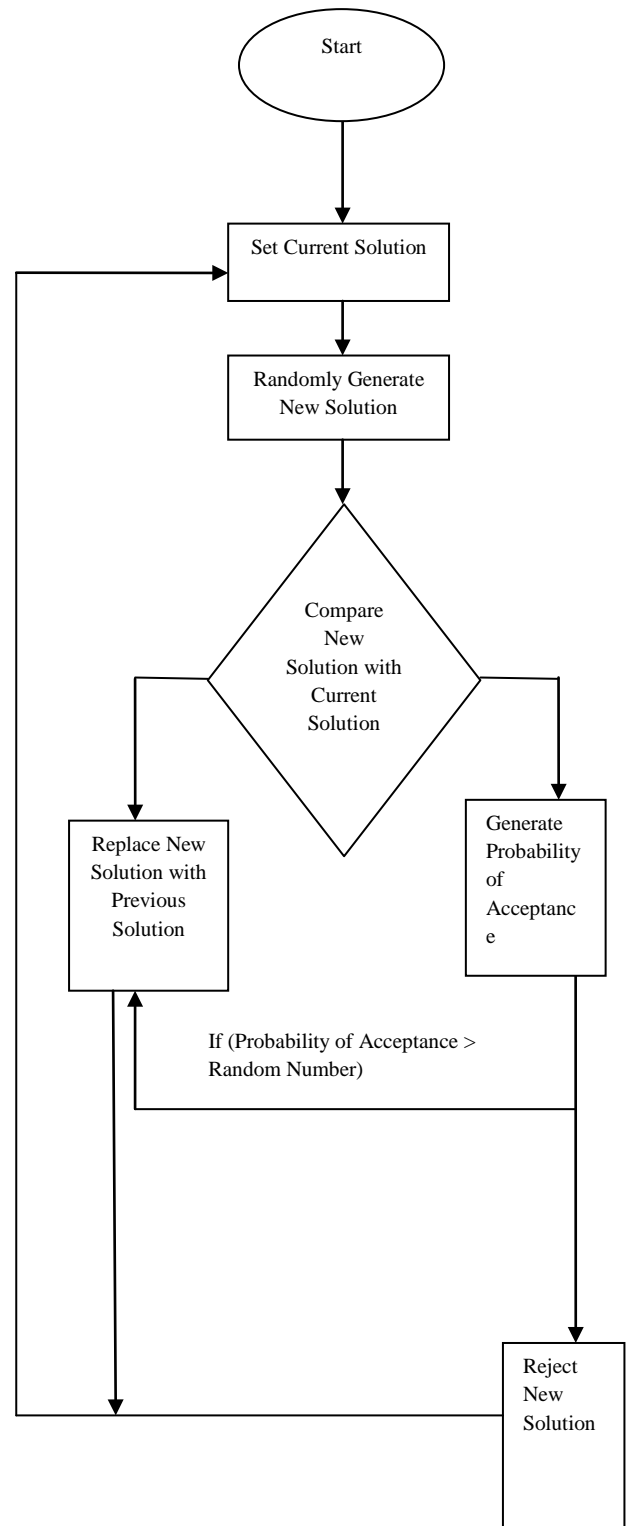 Start
Set Current Solution
Randomly Generate
New Solution
Compare
New
Solution with
Current
Solution
Replace New
Solution with
Previous
Solution
Generate
Probability
of
Acceptanc
e
If (Probability of Acceptance >
Random Number)
Reject
New
Solution